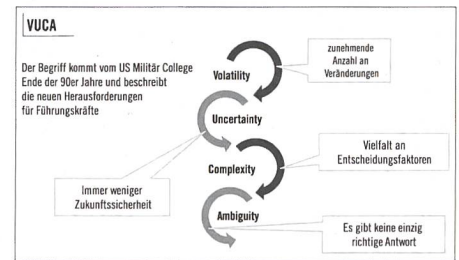 VUCA
Der Begriff kommt vom US Militär College
Ende der 90er Jahre und beschreibt
die neuen Herausforderungen
für Führungskräfte
Volatility
zunehmende
Anzahl an
Veränderungen
Uncertainty
Immer weniger
Zukunftssicherheit
Complexity
Vielfalt an
Entscheidungsfaktoren
Ambiguity
Es gibt keine einzig
richtige Antwort